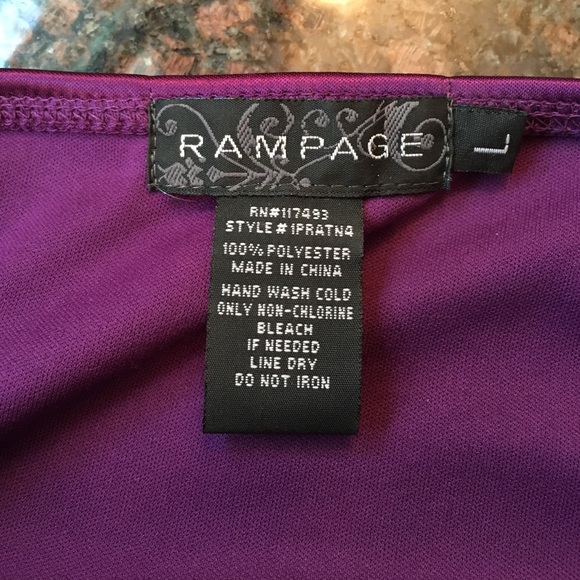 RAMPAGE
L
RN#117493
STYLE#1PRATN4
100% POLYESTER
MADE IN CHINA
HAND WASH COLD
ONLY NON-CHLORINE
BLEACH
IF NEEDED
LINE DRY
DO NOT IRON